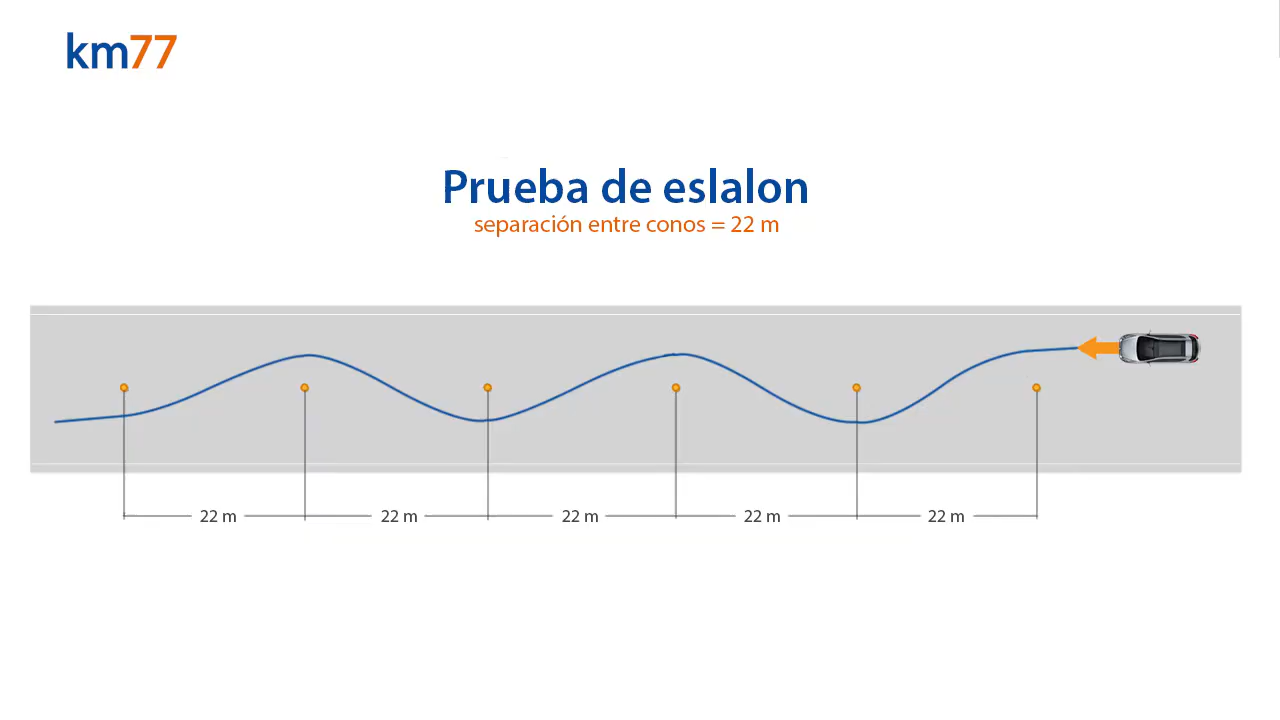 km77
Prueba de eslalon
separación entre conos = 22 m
22 m
22 m
22 m
22 m
22 m